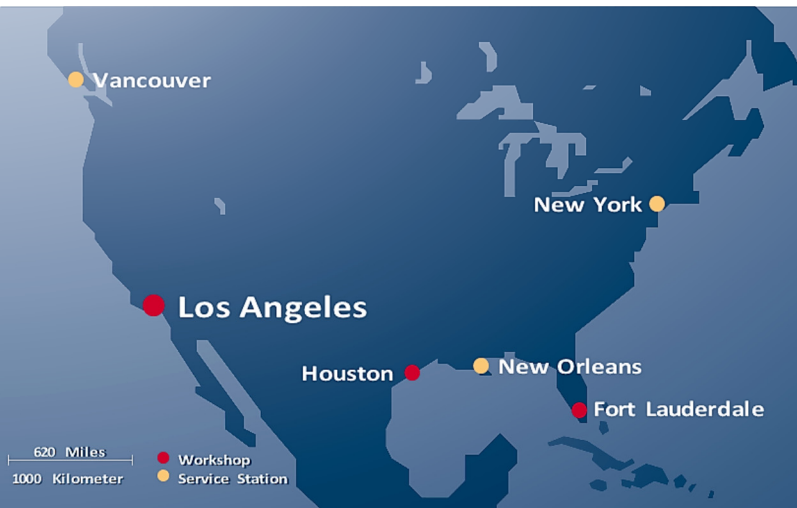 Vancouver
New York
Los Angeles
Houston
New Orleans
Fort Lauderdale
620 Miles
1000 Kilometer
Workshop
Service Station